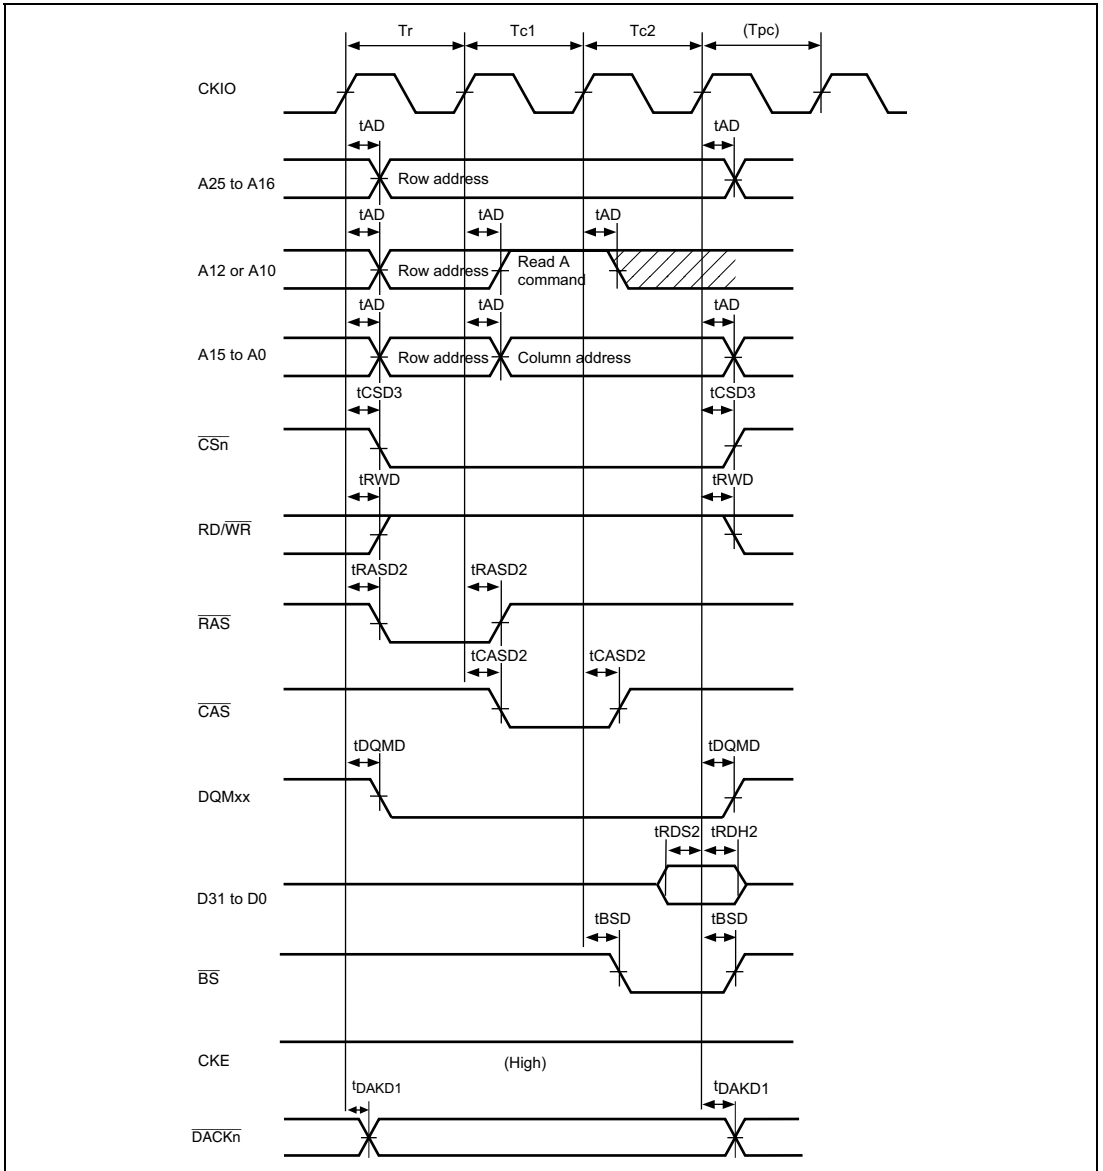 Tr Tc1 Tc2 (Tpc)
CKIO
tAD tAD
A25 to A16 Row address
tAD tAD tAD
A12 or A10 Row address Read A command
tAD tAD tAD
A15 to A0 Row address Column address
tCSD3 tCSD3
CSn
tRWD tRWD
RD/WR
tRASD2 tRASD2
RAS
tCASD2 tCASD2
CAS
tDQMD tDQMD
DQMxx
tRDS2 tRDH2
D31 to D0
tBSD tBSD
BS
CKE (High)
tDAKD1 tDAKD1
DACKn